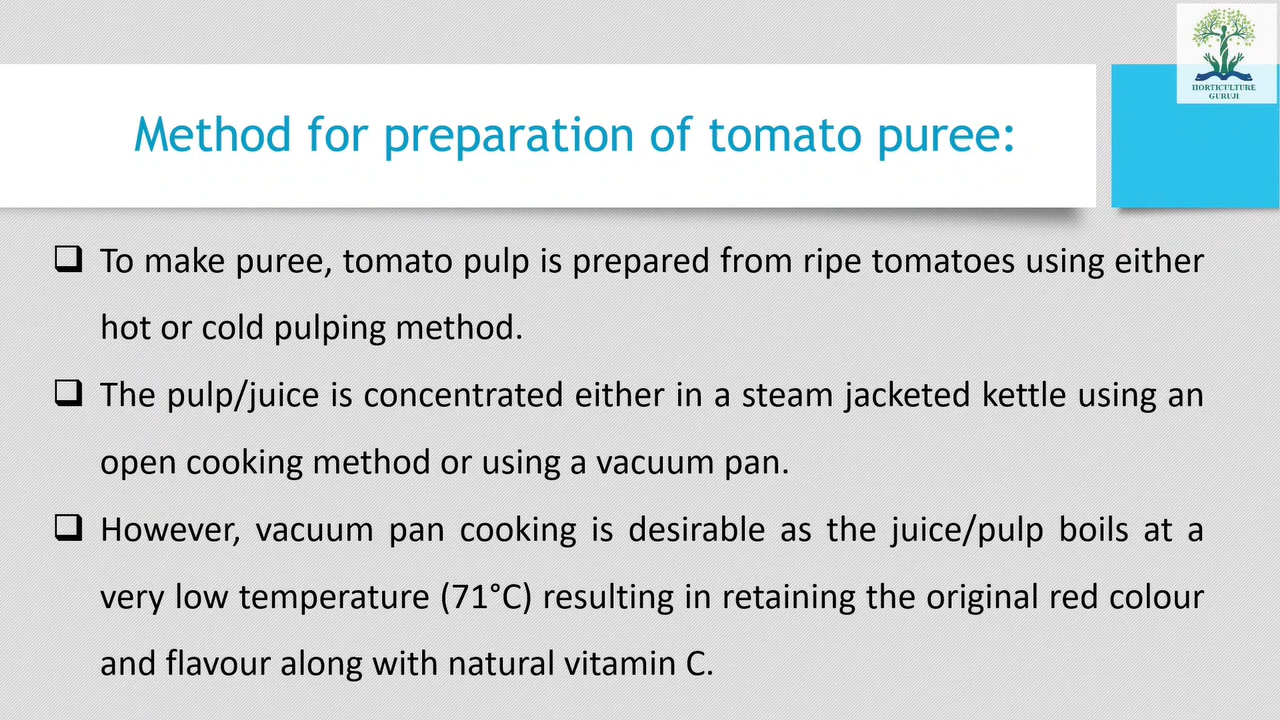 HORTICULTURE
GURUJI
Method for preparation of tomato puree:
❑ To make puree, tomato pulp is prepared from ripe tomatoes using either
hot or cold pulping method.
❑ The pulp/juice is concentrated either in a steam jacketed kettle using an
open cooking method or using a vacuum pan.
❑ However, vacuum pan cooking is desirable as the juice/pulp boils at a
very low temperature (71°C) resulting in retaining the original red colour
and flavour along with natural vitamin C.